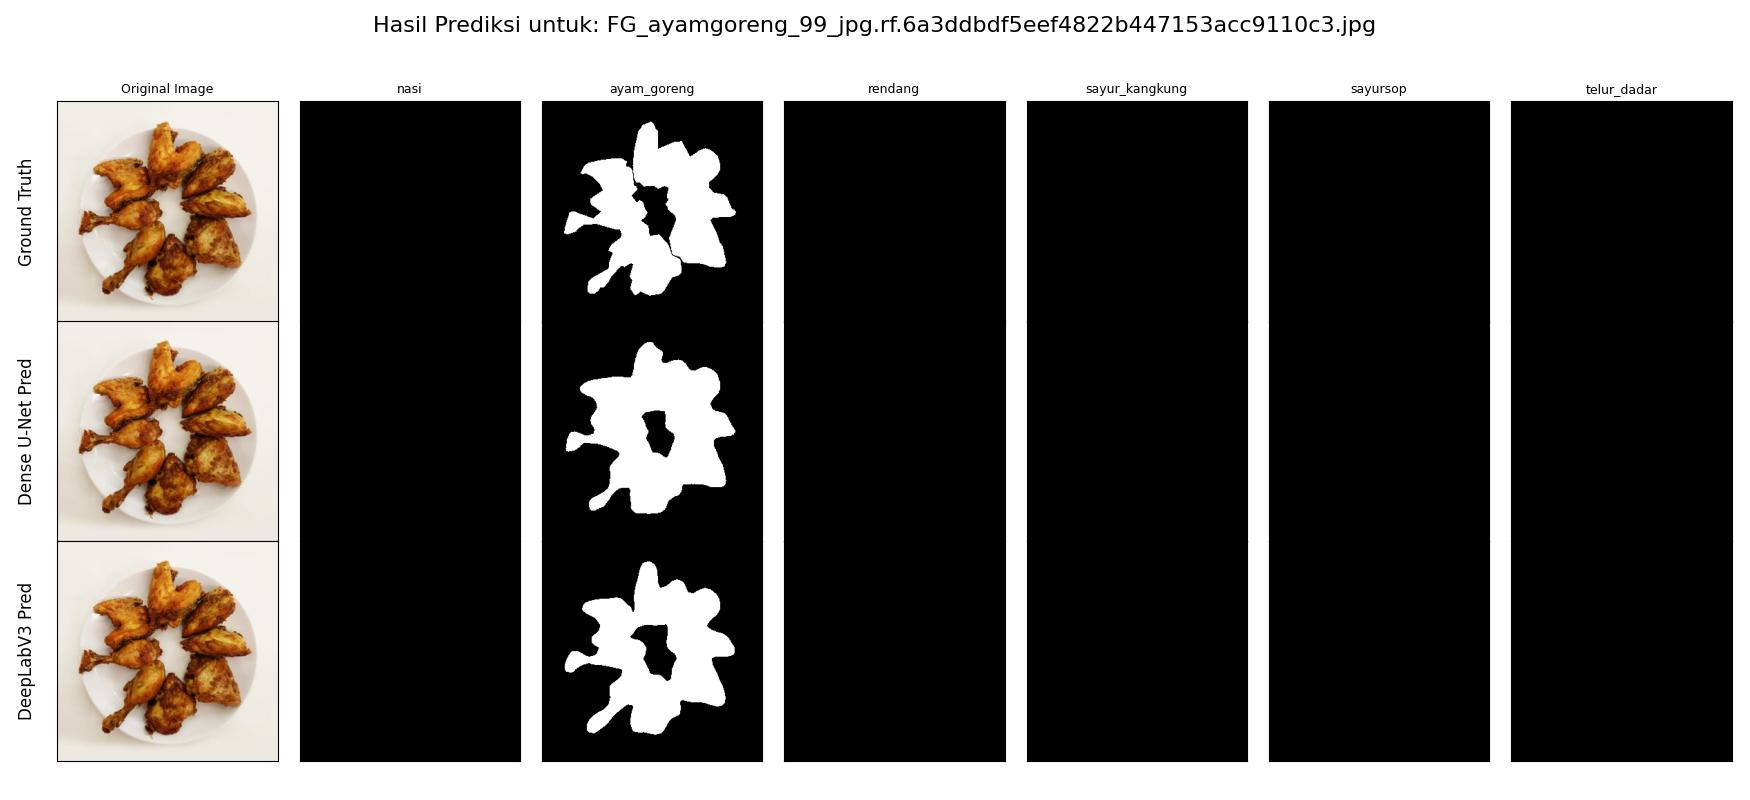 Hasil Prediksi untuk: FG_ayamgoreng_99_jpg.rf.6a3ddbdf5eef4822b447153acc9110c3.jpg
Original Image nasi ayam_goreng rendang sayur_kangkung sayursop telur_dadar
Ground Truth
Dense U-Net Pred
DeepLabV3 Pred